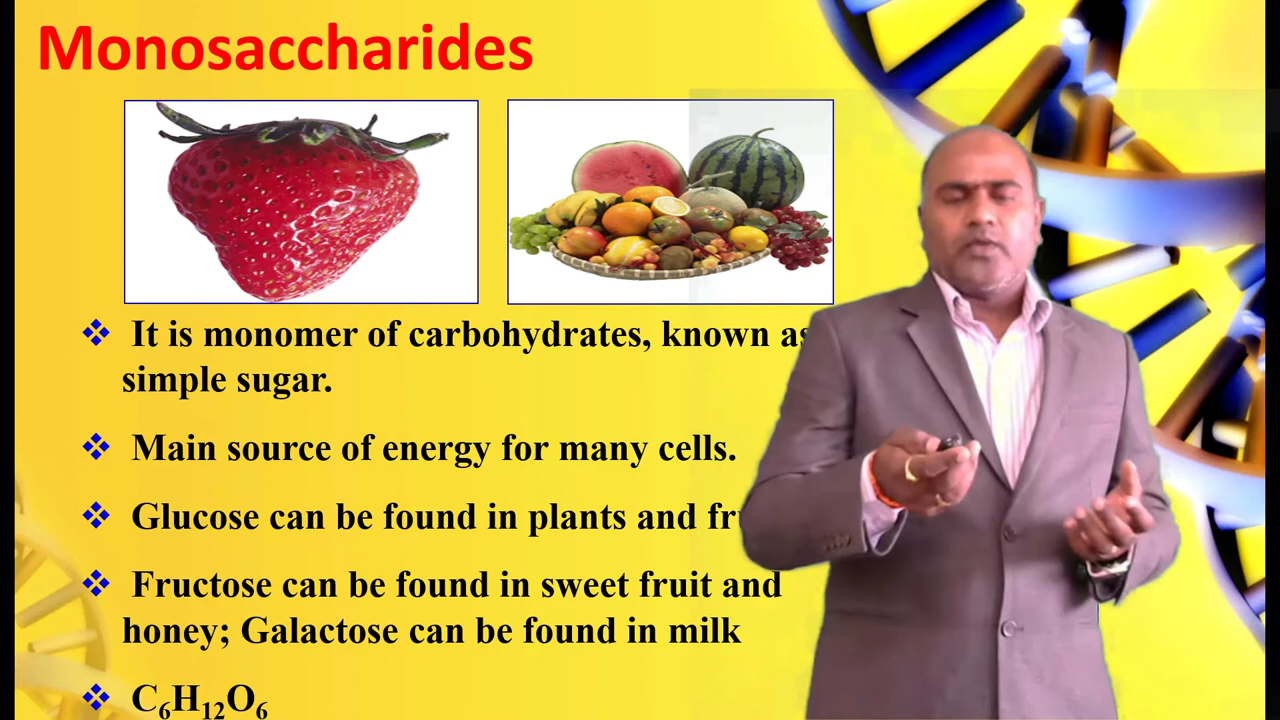 Monosaccharides
❖ It is monomer of carbohydrates, known as
simple sugar.
❖ Main source of energy for many cells.
❖ Glucose can be found in plants and
❖ Fructose can be found in sweet fruit and
honey; Galactose can be found in milk
❖ C₆H₁₂O₆